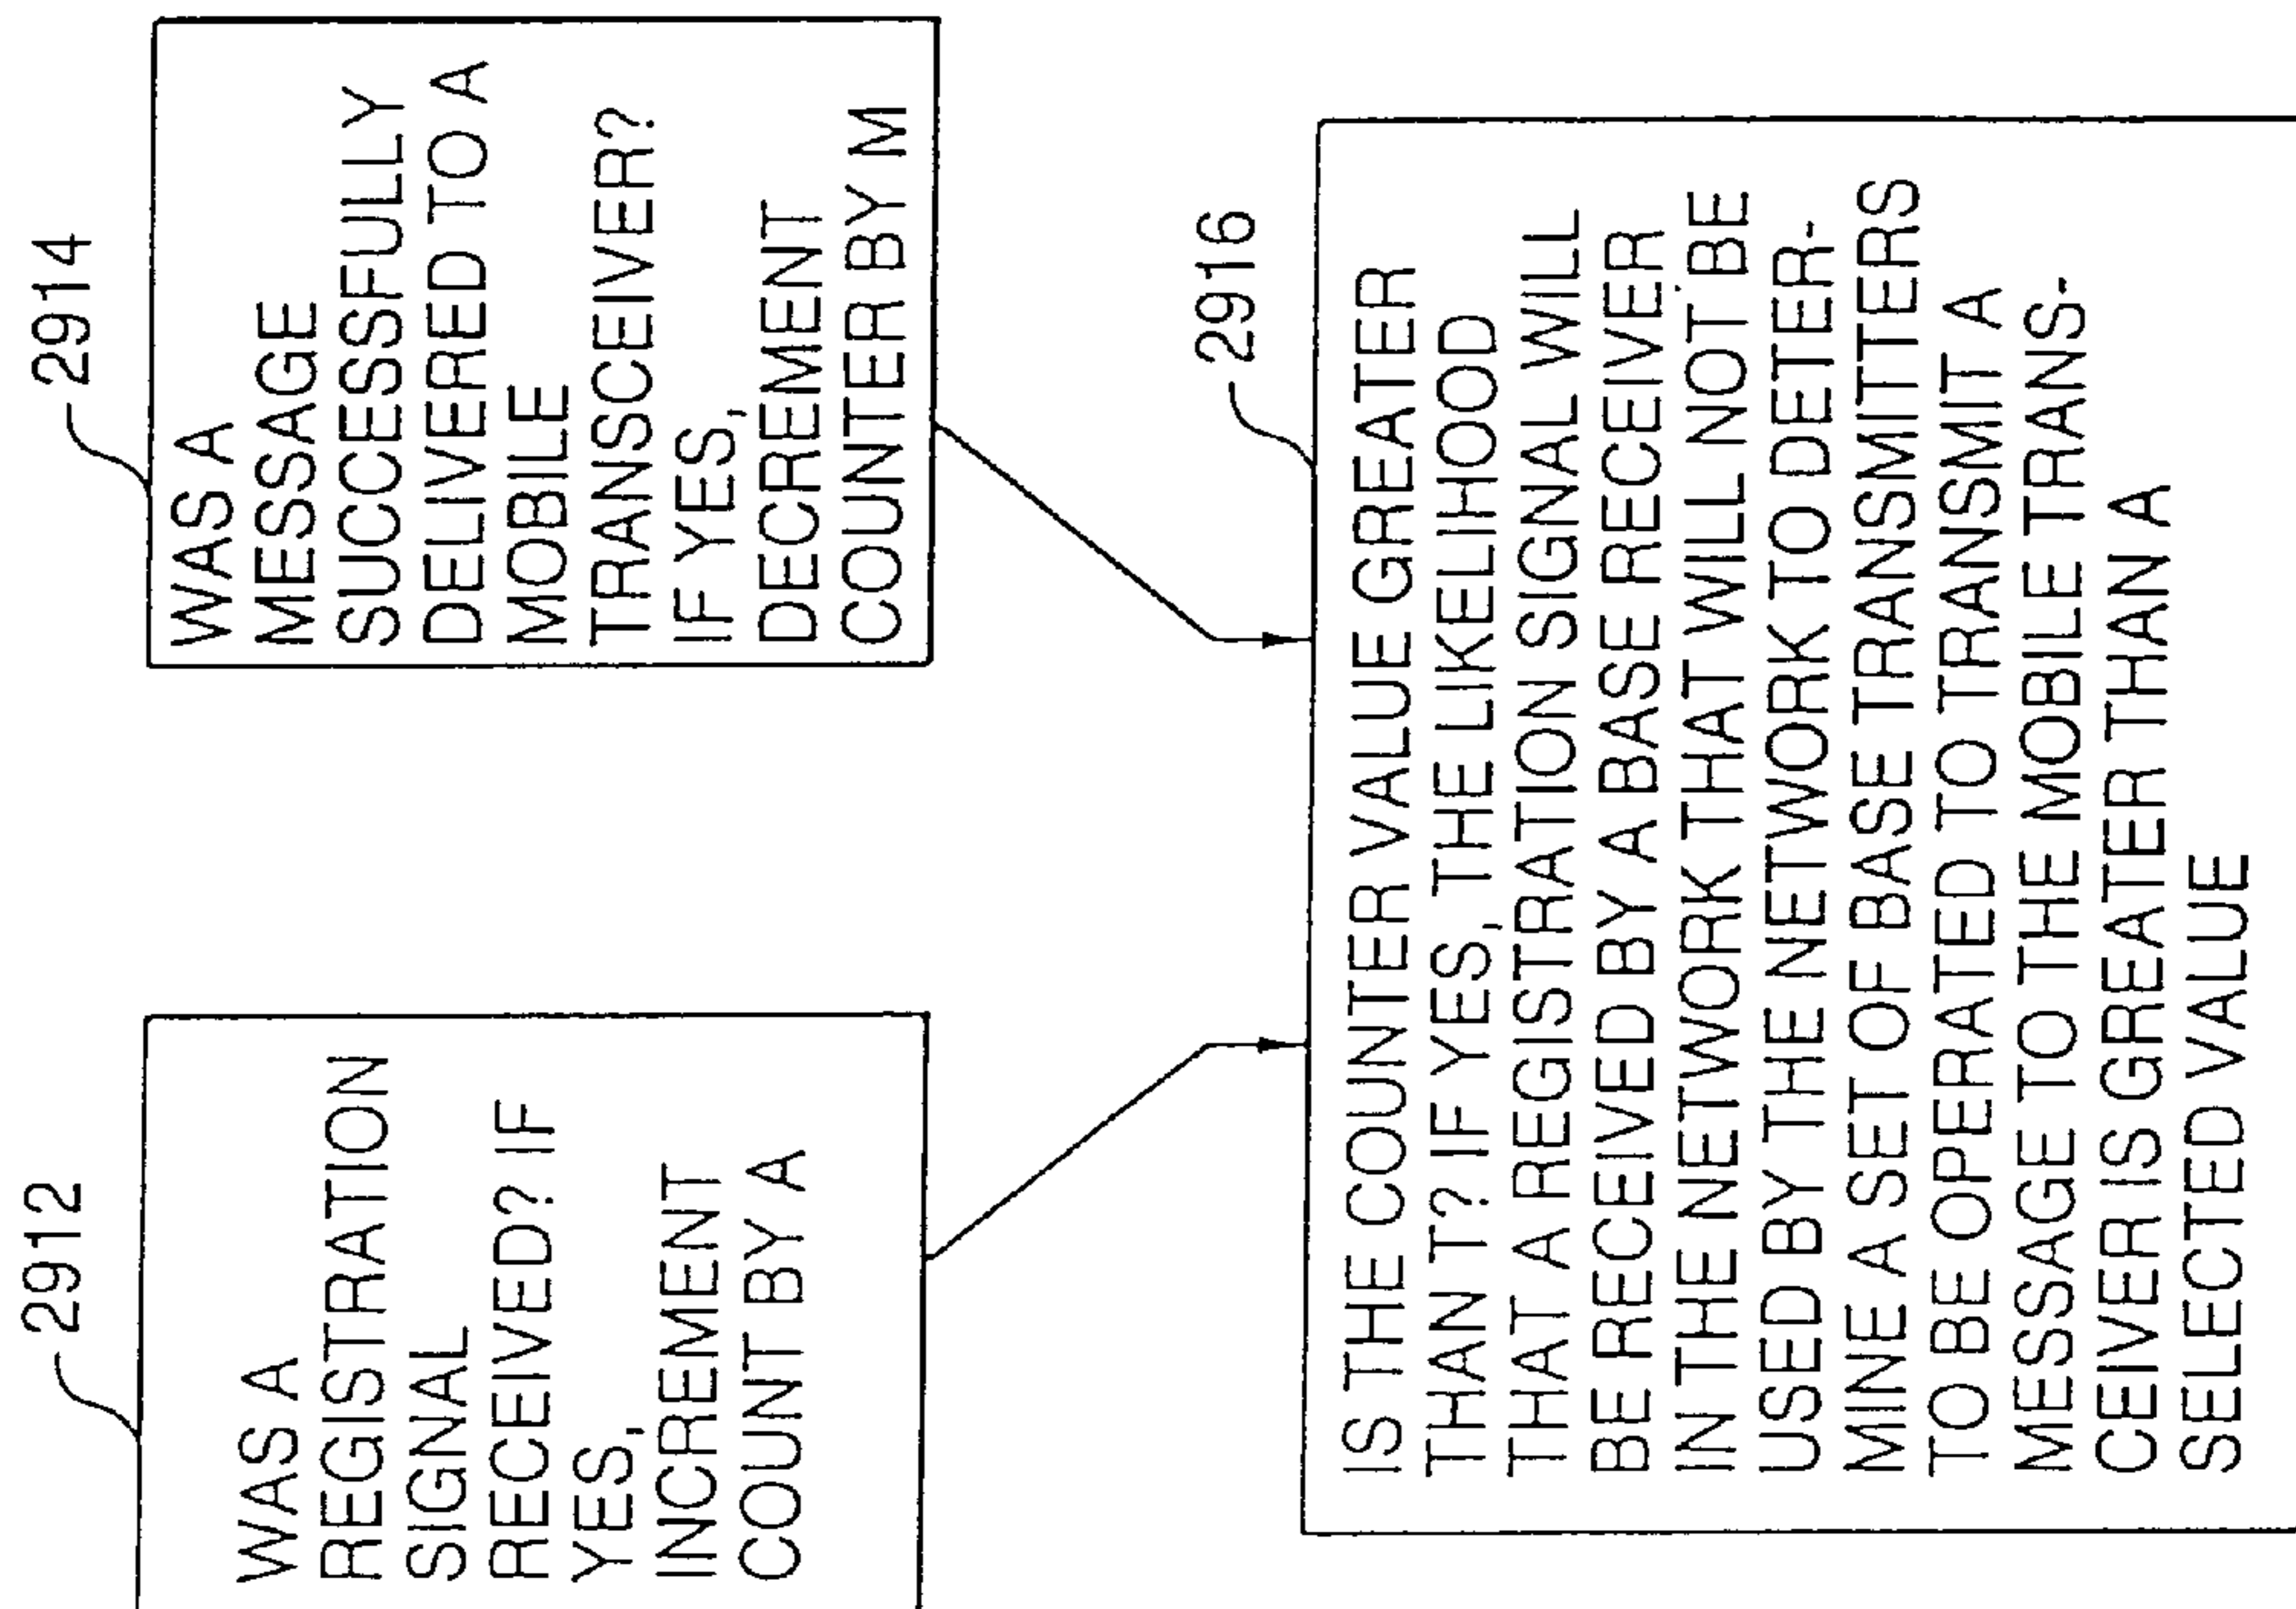 2912
WAS A
REGISTRATION
SIGNAL
RECEIVED? IF
YES,
INCREMENT
COUNT BY A
2914
WAS A
MESSAGE
SUCCESSFULLY
DELIVERED TO A
MOBILE
TRANSCEIVER?
IF YES,
DECREMENT
COUNTER BY M
2916
IS THE COUNTER VALUE GREATER
THAN T? IF YES, THE LIKELIHOOD
THAT A REGISTRATION SIGNAL WILL
BE RECEIVED BY A BASE RECEIVER
IN THE NETWORK THAT WILL NOT BE
USED BY THE NETWORK TO DETER-
MINE A SET OF BASE TRANSMITTERS
TO BE OPERATED TO TRANSMIT A
MESSAGE TO THE MOBILE TRANS-
CEIVER IS GREATER THAN A
SELECTED VALUE